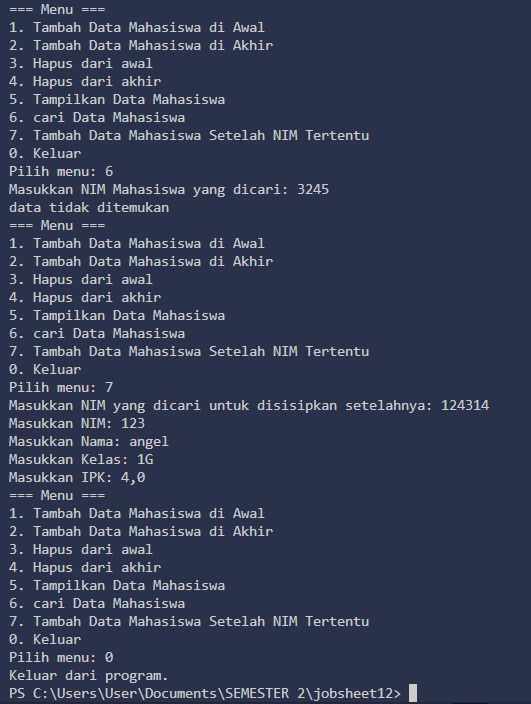 === Menu ===
1. Tambah Data Mahasiswa di Awal
2. Tambah Data Mahasiswa di Akhir
3. Hapus dari awal
4. Hapus dari akhir
5. Tampilkan Data Mahasiswa
6. cari Data Mahasiswa
7. Tambah Data Mahasiswa Setelah NIM Tertentu
0. Keluar
Pilih menu: 6
Masukkan NIM Mahasiswa yang dicari: 3245
data tidak ditemukan
=== Menu ===
1. Tambah Data Mahasiswa di Awal
2. Tambah Data Mahasiswa di Akhir
3. Hapus dari awal
4. Hapus dari akhir
5. Tampilkan Data Mahasiswa
6. cari Data Mahasiswa
7. Tambah Data Mahasiswa Setelah NIM Tertentu
0. Keluar
Pilih menu: 7
Masukkan NIM yang dicari untuk disisipkan setelahnya: 124314
Masukkan NIM: 123
Masukkan Nama: angel
Masukkan Kelas: 1G
Masukkan IPK: 4,0
=== Menu ===
1. Tambah Data Mahasiswa di Awal
2. Tambah Data Mahasiswa di Akhir
3. Hapus dari awal
4. Hapus dari akhir
5. Tampilkan Data Mahasiswa
6. cari Data Mahasiswa
7. Tambah Data Mahasiswa Setelah NIM Tertentu
0. Keluar
Pilih menu: 0
Keluar dari program.
PS C:\Users\User\Documents\SEMESTER 2\jobsheet12>